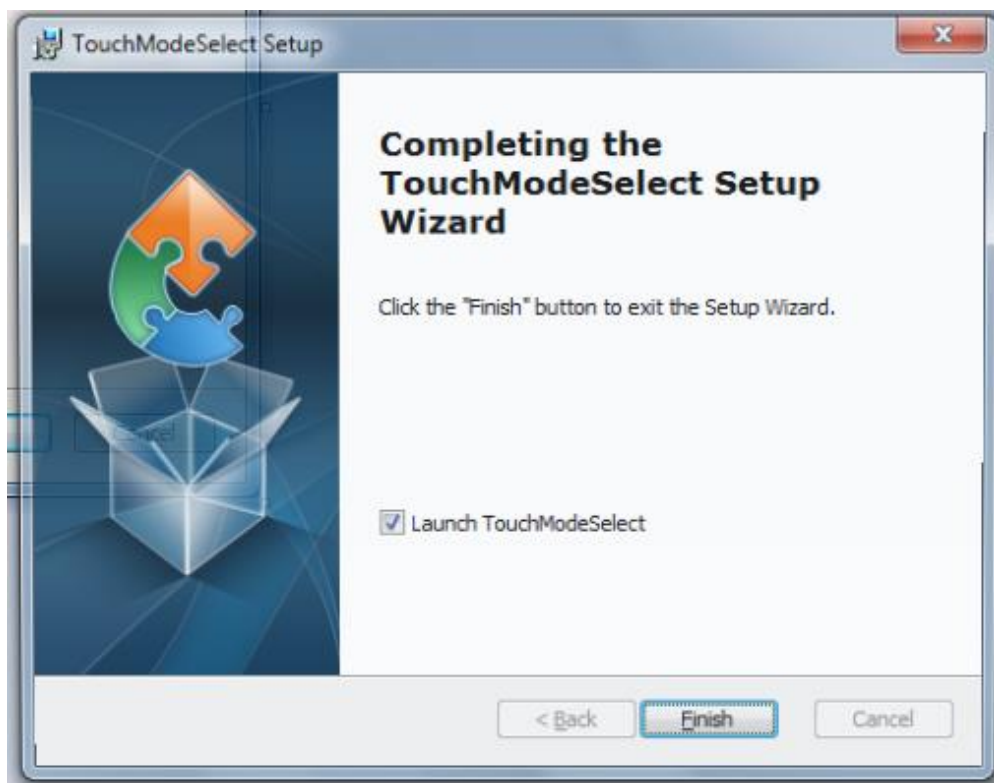 TouchModeSelect Setup
Completing the
TouchModeSelect Setup
Wizard
Click the "Finish" button to exit the Setup Wizard.
Cancel
Launch TouchModeSelect
< Back
Finish
Cancel